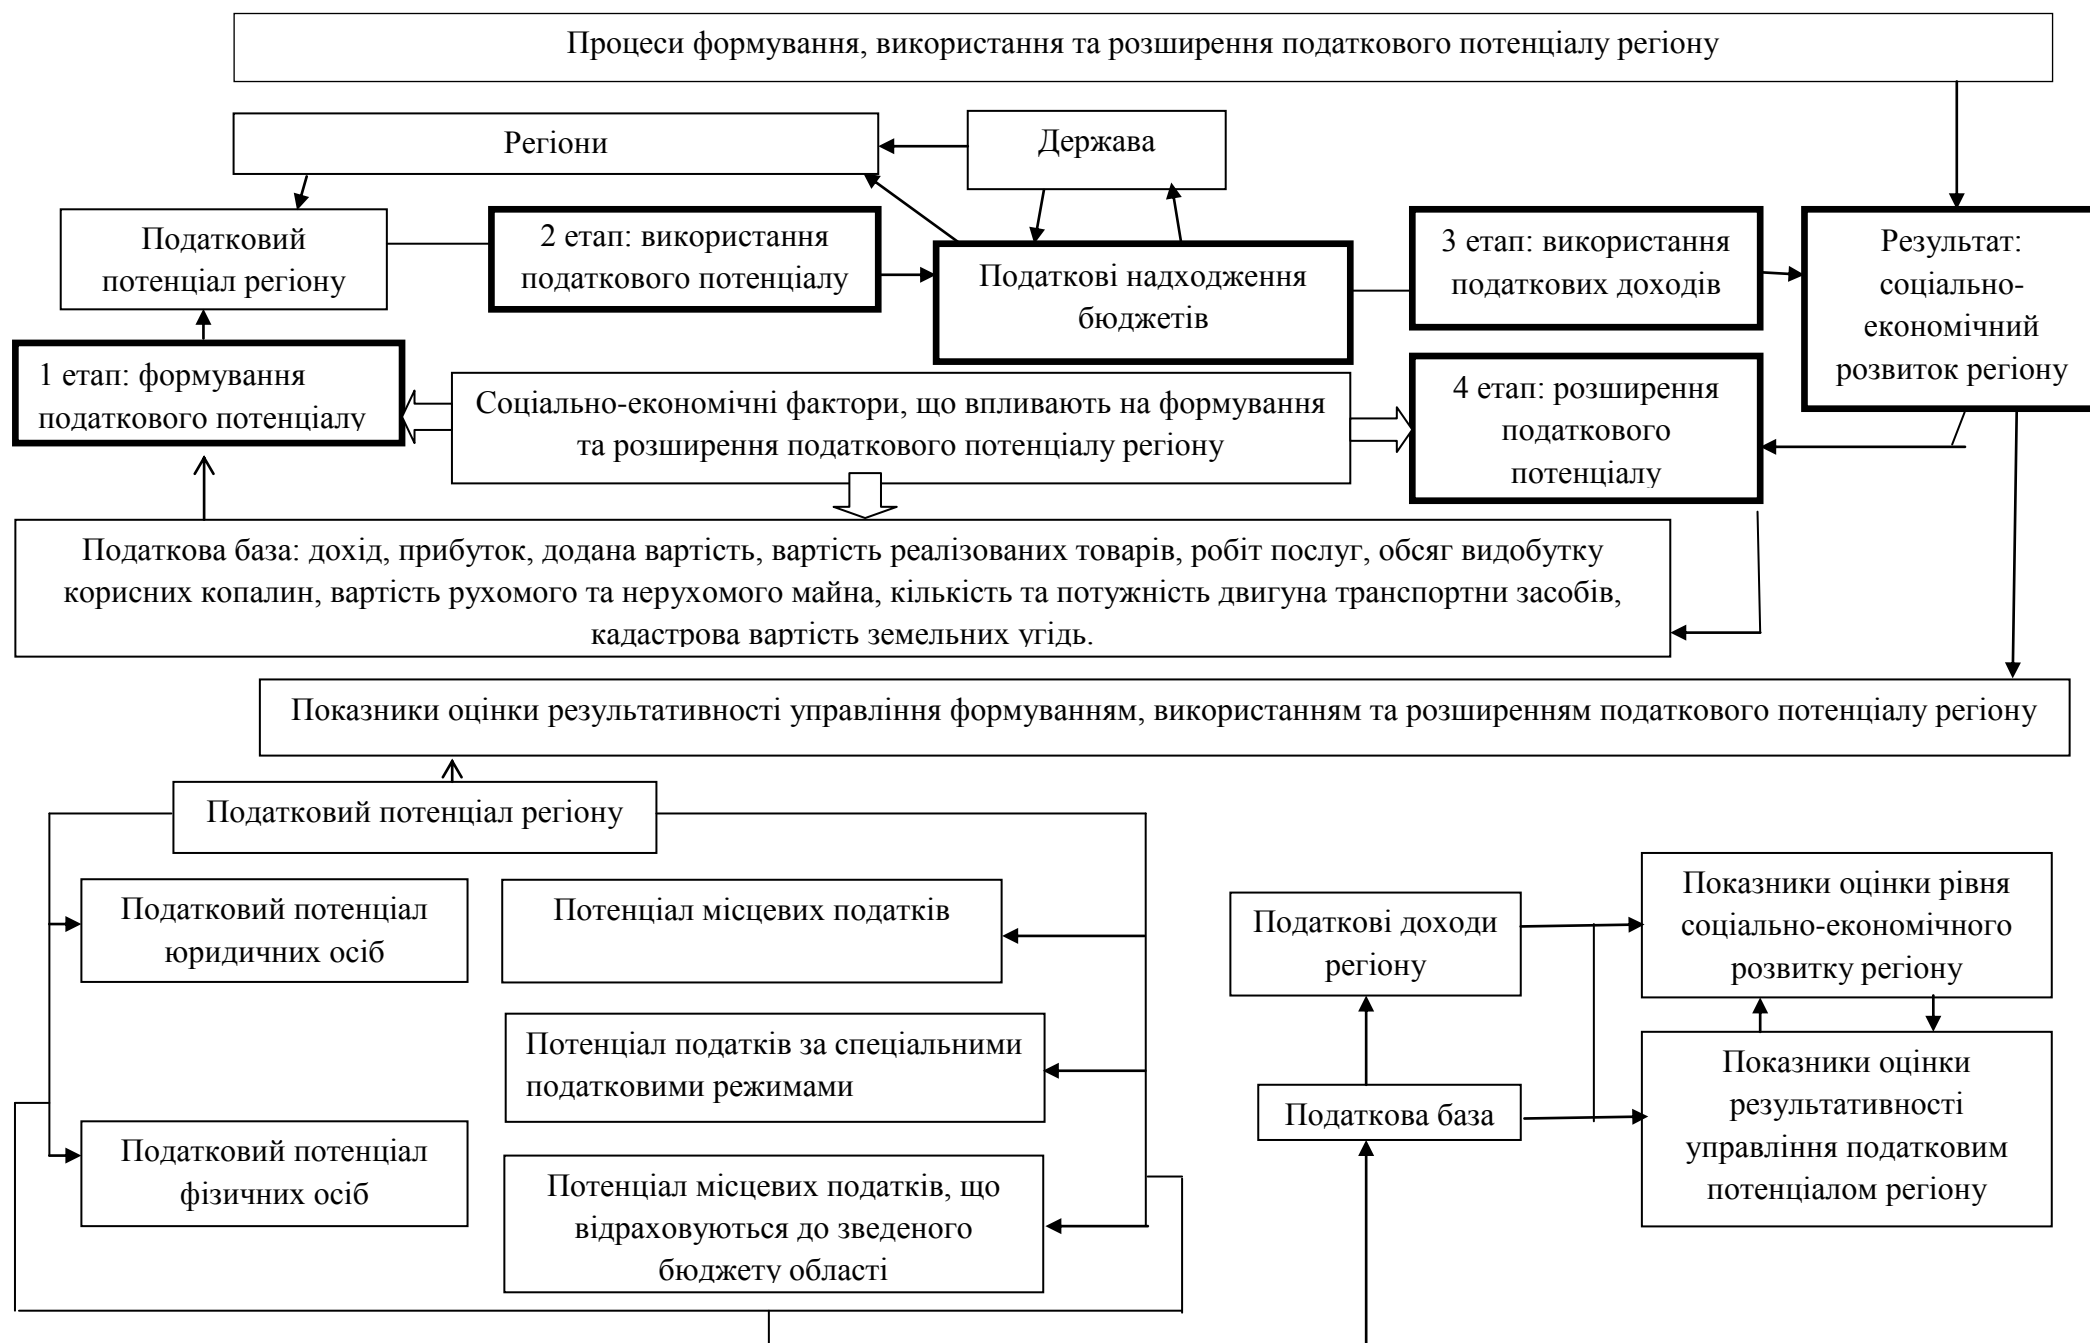 Процеси формування, використання та розширення податкового потенціалу регіону
Регіони
Держава
Податковий
потенціал регіону
2 етап: використання
податкового потенціалу
Податкові надходження
бюджетів
3 етап: використання
податкових доходів
Результат:
соціально-
економічний
розвиток регіону
1 етап: формування
податкового потенціалу
Соціально-економічні фактори, що впливають на формування
та розширення податкового потенціалу регіону
4 етап: розширення
податкового
потенціалу
Податкова база: дохід, прибуток, додана вартість, вартість реалізованих товарів, робіт послуг, обсяг видобутку
корисних копалин, вартість рухомого та нерухомого майна, кількість та потужність двигуна транспортни засобів,
кадастрова вартість земельних угідь.
Показники оцінки результативності управління формуванням, використанням та розширенням податкового потенціалу регіону
Податковий потенціал регіону
Податковий потенціал
юридичних осіб
Потенціал місцевих податків
Податкові доходи
регіону
Показники оцінки рівня
соціально-економічного
розвитку регіону
Потенціал податків за спеціальними
податковими режимами
Податкова база
Показники оцінки
результативності
управління податковим
потенціалом регіону
Податковий потенціал
фізичних осіб
Потенціал місцевих податків, що
відраховуються до зведеного
бюджету області